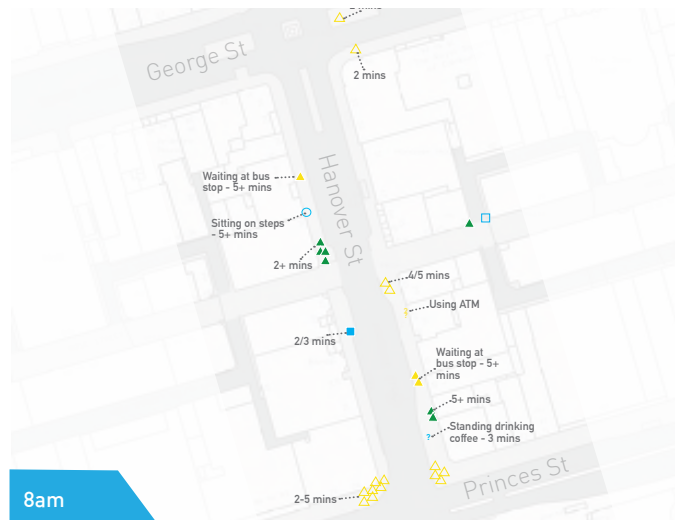 George St
2 mins
Hanover St
Waiting at bus
stop - 5+ mins
Sitting on steps
- 5+ mins
2+ mins
4/5 mins
Using ATM
2/3 mins
Waiting at
bus stop - 5+
mins
5+ mins
?
Standing drinking
coffee - 3 mins
2-5 mins
Princes St
8am